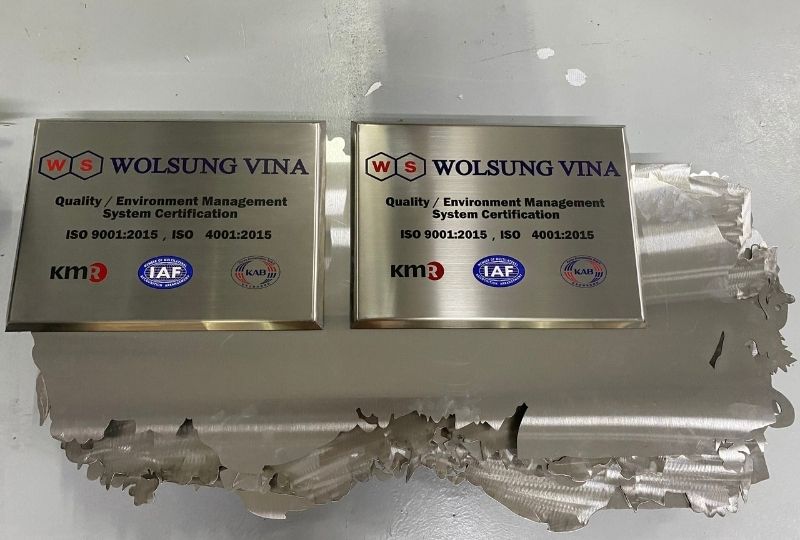 WS WOLSUNG VINA
Quality / Environment Management
System Certification
ISO 9001:2015 , ISO 4001:2015
KMR IAF KAB
WS WOLSUNG VINA
Quality / Environment Management
System Certification
ISO 9001:2015 , ISO 4001:2015
KMR IAF KAB